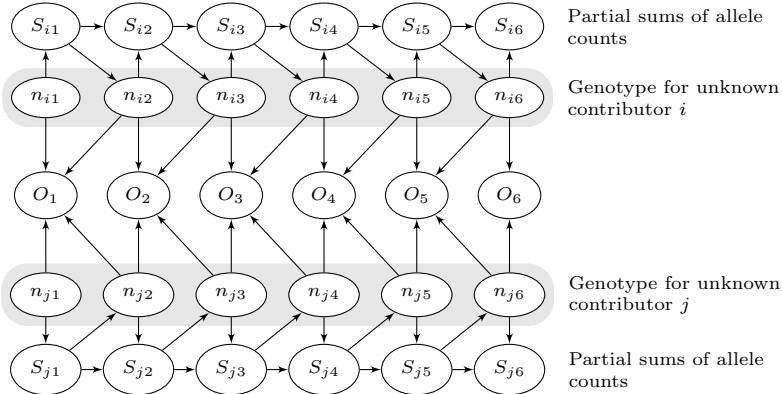 S_{i1} S_{i2} S_{i3} S_{i4} S_{i5} S_{i6}
Partial sums of allele
counts
n_{i1} n_{i2} n_{i3} n_{i4} n_{i5} n_{i6}
Genotype for unknown
contributor i
O_1 O_2 O_3 O_4 O_5 O_6
n_{j1} n_{j2} n_{j3} n_{j4} n_{j5} n_{j6}
Genotype for unknown
contributor j
S_{j1} S_{j2} S_{j3} S_{j4} S_{j5} S_{j6}
Partial sums of allele
counts